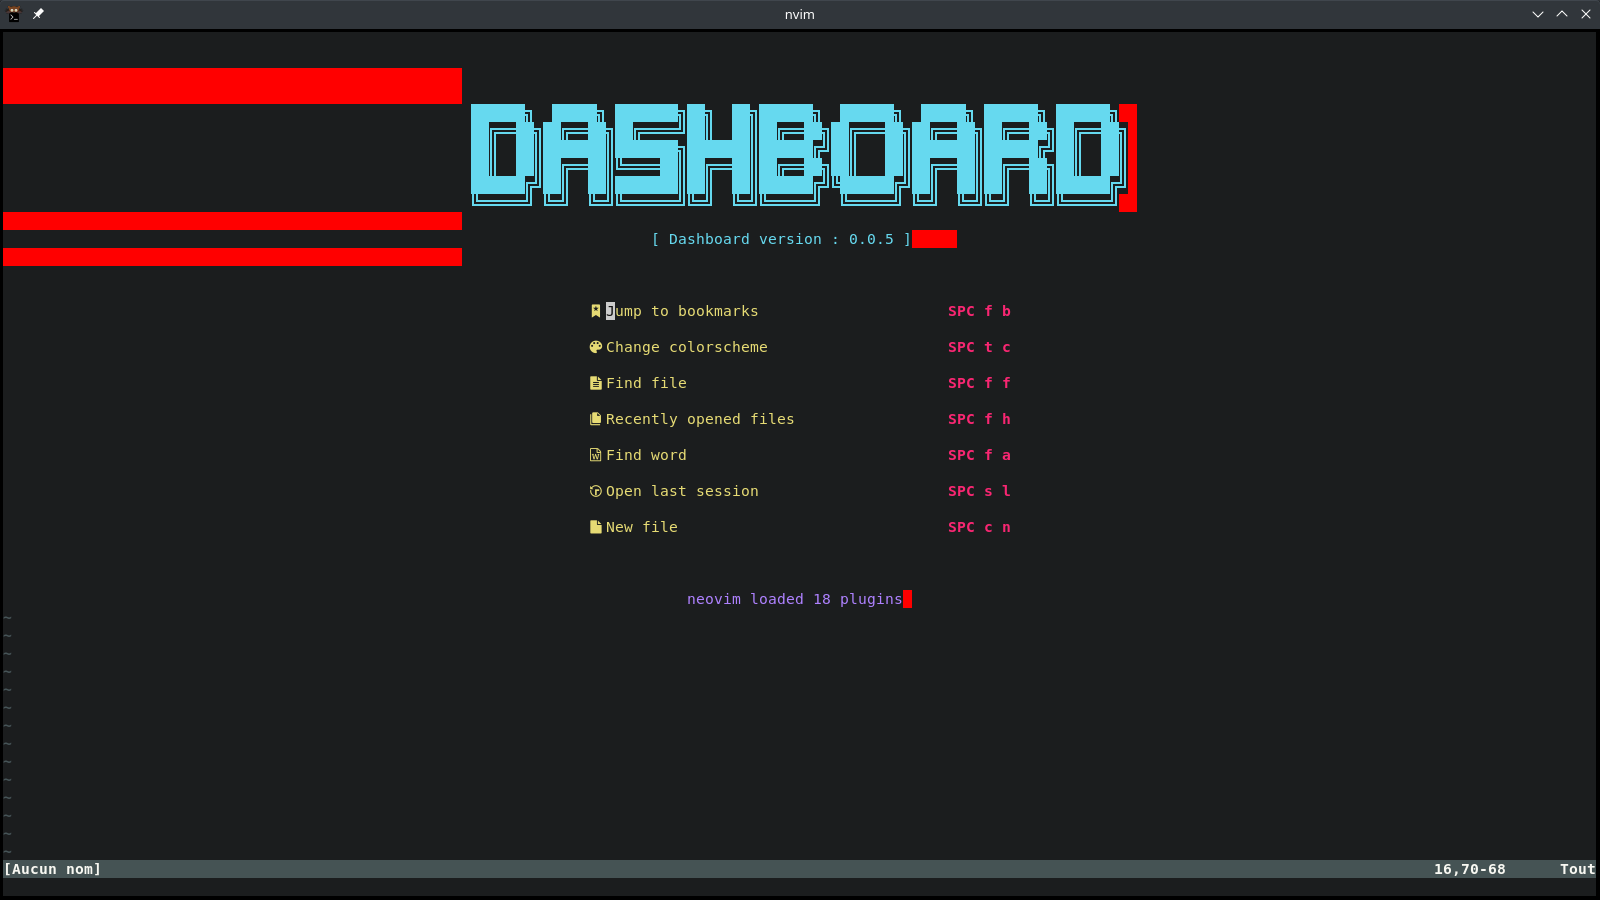 nvim
DASHBOARD
[ Dashboard version : 0.0.5 ]
Jump to bookmarks SPC f b
Change colorscheme SPC t c
Find file SPC f f
Recently opened files SPC f h
Find word SPC f a
Open last session SPC s l
New file SPC c n
neovim loaded 18 plugins
~
~
~
~
~
~
~
~
~
~
~
~
~
~
[Aucun nom] 16,70-68 Tout